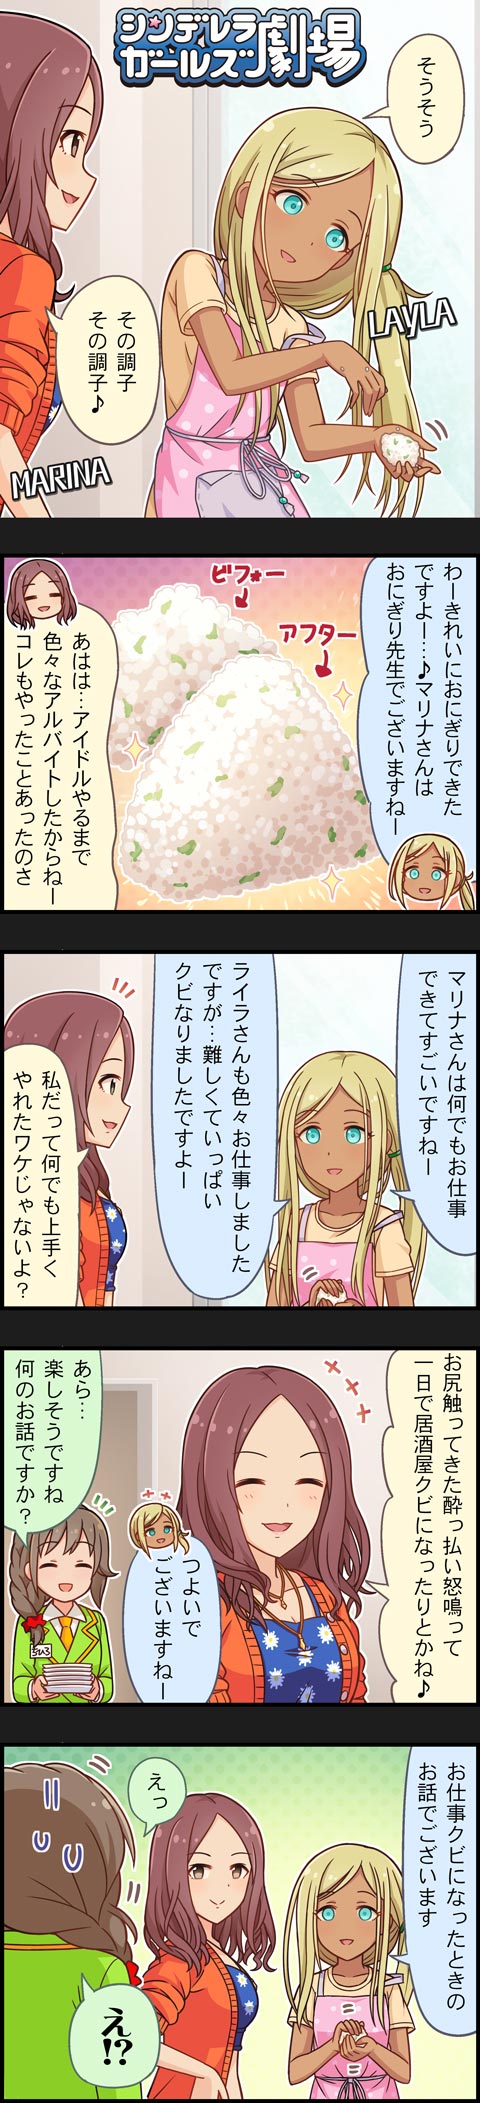 シンデレラ
ガールズ劇場
そうそう
LAYLA
その調子
その調子♪
MARINA
わーきれいにおにぎりできた
ですよー…♪マリナさんは
おにぎり先生でございますねー
ビフォー
アフター
あはは…アイドルやるまで
色々なアルバイトしたからねー
コレもやったことあったのさ
マリナさんは何でもお仕事
できてすごいですねー
ライラさんも色々お仕事しました
ですが…難しくていっぱい
クビなりましたですよー
私だって何でも上手く
やれたワケじゃないよ？
お尻触ってきた酔っ払い怒鳴って
一日で居酒屋クビになったりとかね♪
つよいで
ございますねー
あら…
楽しそうですね
何のお話ですか？
ちひろ
お仕事クビになったときの
お話でございます
えっ
え!?